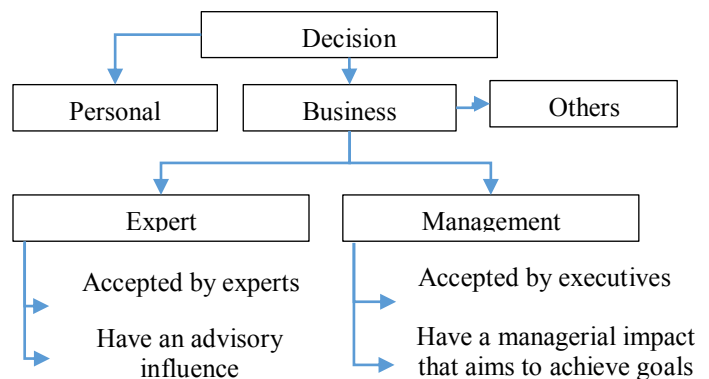 Decision
Personal
Business
Others
Expert
Management
Accepted by experts
Have an advisory
influence
Accepted by executives
Have a managerial impact
that aims to achieve goals